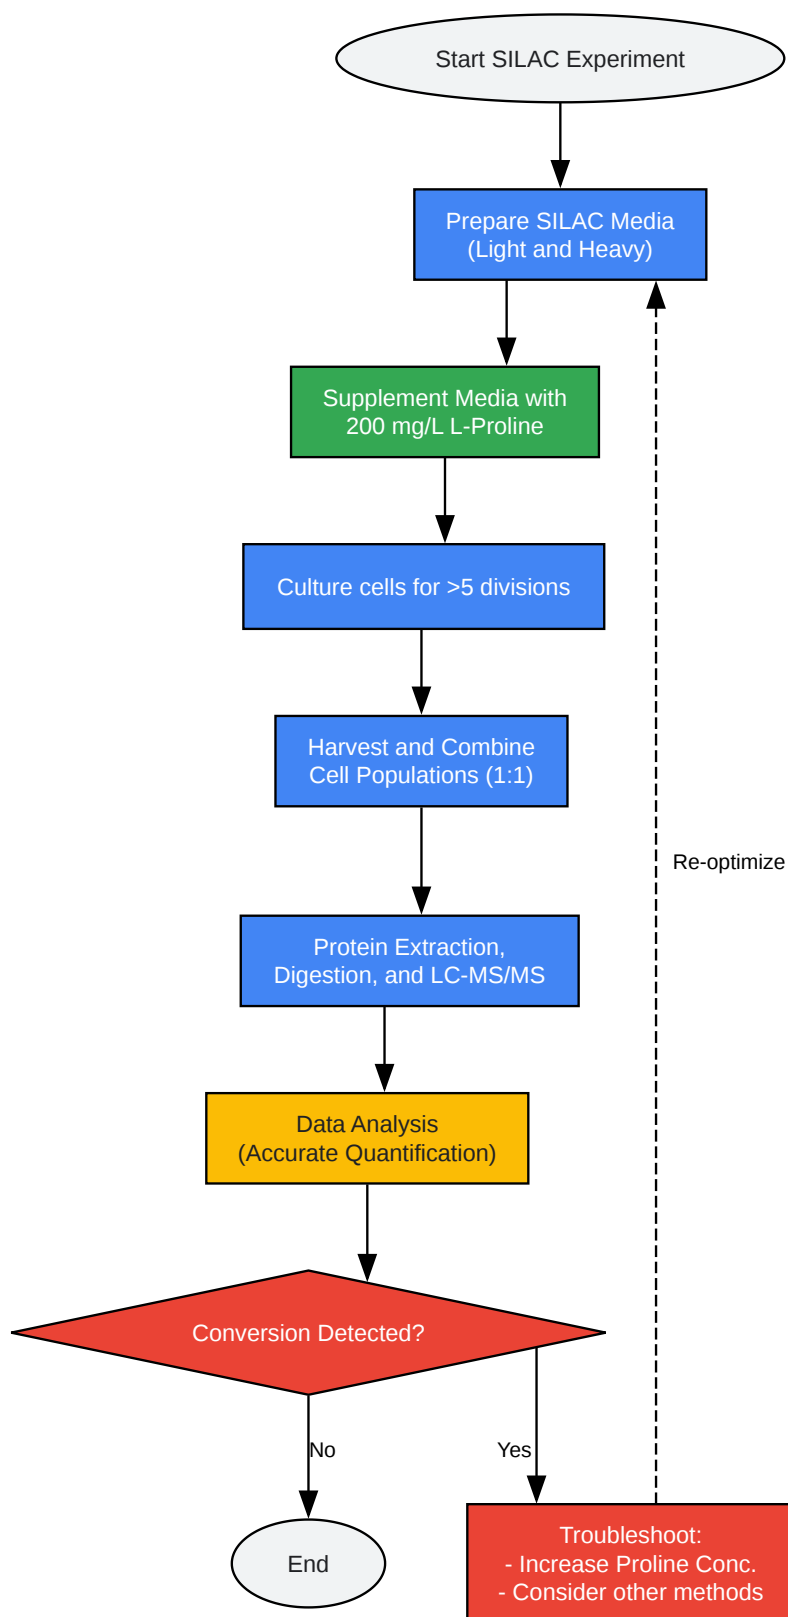 Start SILAC Experiment
Prepare SILAC Media
(Light and Heavy)
Supplement Media with
200 mg/L L-Proline
Culture cells for >5 divisions
Harvest and Combine
Cell Populations (1:1)
Re-optimize
Protein Extraction,
Digestion, and LC-MS/MS
Data Analysis
(Accurate Quantification)
Conversion Detected?
No
Yes
End
Troubleshoot:
- Increase Proline Conc.
- Consider other methods